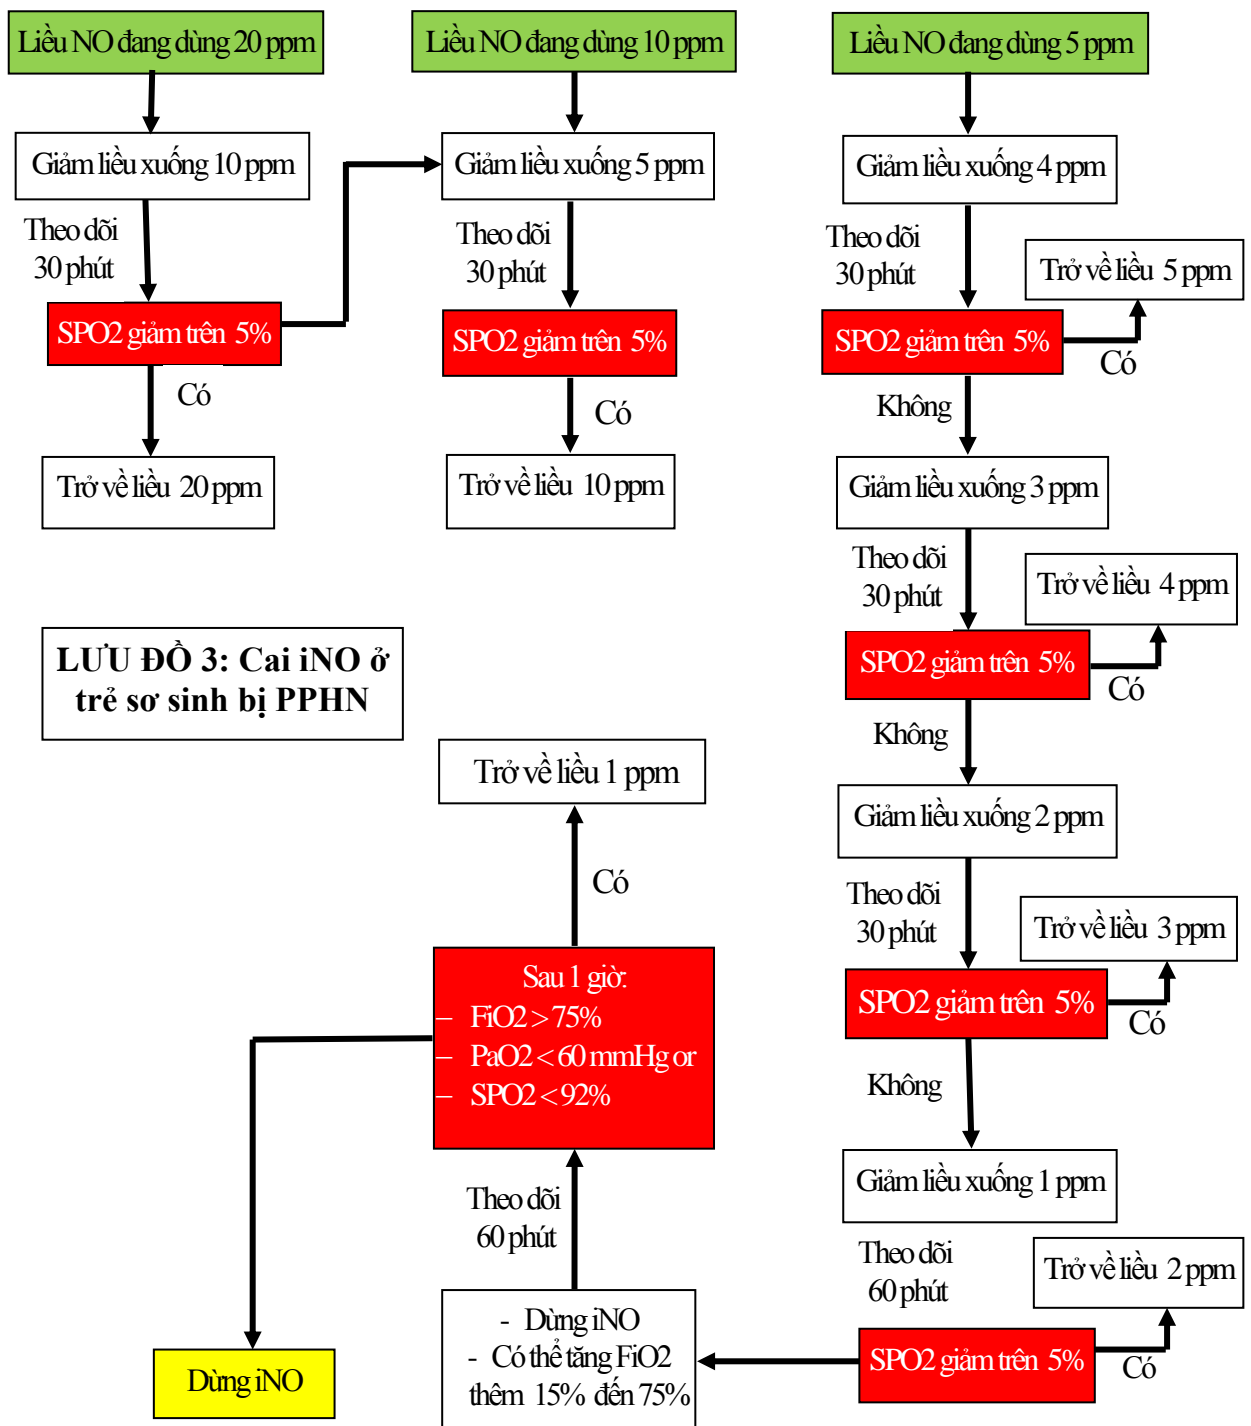 Liều NO đang dùng 20 ppm
Giảm liều xuống 10 ppm
Theo dõi
30 phút
SPO2 giảm trên 5%
Có
Trở về liều 20 ppm
Liều NO đang dùng 10 ppm
Giảm liều xuống 5 ppm
Theo dõi
30 phút
SPO2 giảm trên 5%
Có
Trở về liều 10 ppm
Liều NO đang dùng 5 ppm
Giảm liều xuống 4 ppm
Theo dõi
30 phút
Trở về liều 5 ppm
SPO2 giảm trên 5%
Có
Không
Giảm liều xuống 3 ppm
Theo dõi
30 phút
Trở về liều 4 ppm
SPO2 giảm trên 5%
Có
Không
Giảm liều xuống 2 ppm
Theo dõi
30 phút
Trở về liều 3 ppm
SPO2 giảm trên 5%
Có
Không
Giảm liều xuống 1 ppm
Theo dõi
60 phút
Trở về liều 2 ppm
SPO2 giảm trên 5%
Có
- Dừng iNO
- Có thể tăng FiO2
thêm 15% đến 75%
Theo dõi
60 phút
Sau 1 giờ:
– FiO2 > 75%
– PaO2 < 60 mmHg or
– SPO2 < 92%
Có
Trở về liều 1 ppm
Dừng iNO
LƯU ĐỒ 3: Cai iNO ở
trẻ sơ sinh bị PPHN